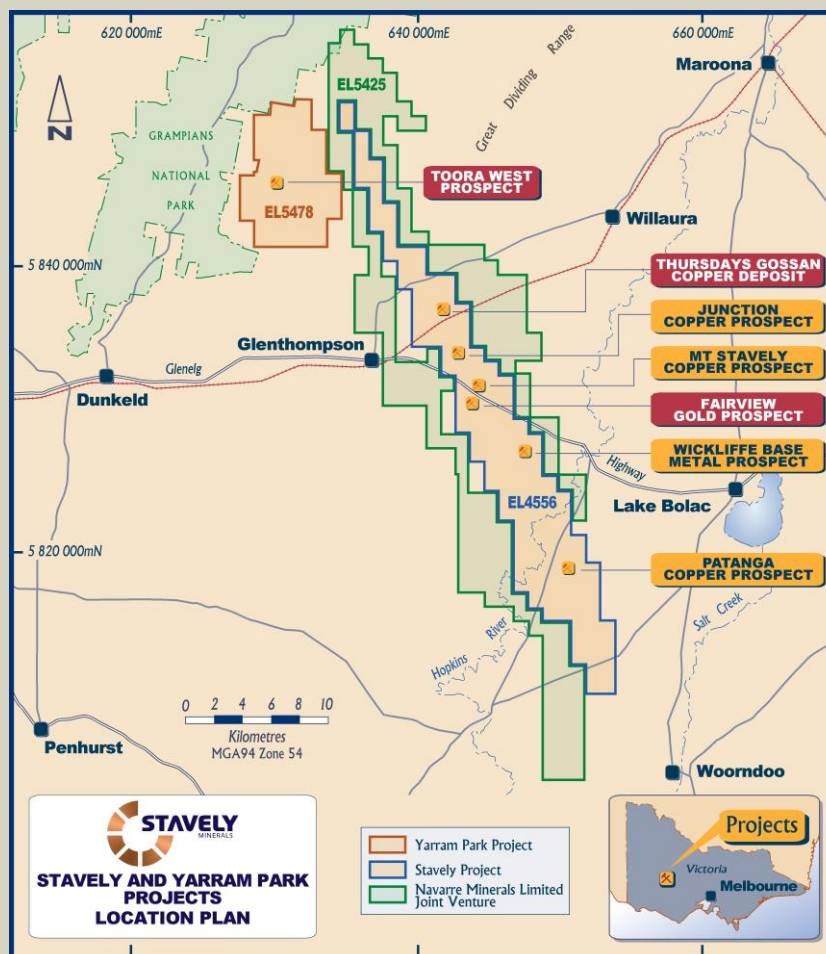 620 000mE
640 000mE
660 000mE
Maroona
EL5425
Great Dividing Range
N
GRAMPIANS
NATIONAL
PARK
TOORA WEST
PROSPECT
EL5478
Willaura
5 840 000mN
THURSDAYS GOSSAN
COPPER DEPOSIT
JUNCTION
COPPER PROSPECT
Glenthompson
MT STAVELY
COPPER PROSPECT
Glenelg
Dunkeld
FAIRVIEW
GOLD PROSPECT
WICKLIFFE BASE
METAL PROSPECT
Highway
EL4556
Lake Bolac
5 820 000mN
PATANGA
COPPER PROSPECT
Salt Creek
Hopkins River
0 2 4 6 8 10
Kilometres
MGA94 Zone 54
Penhurst
Woorndoo
STAVELY
MINERALS
STAVELY AND YARRAM PARK
PROJECTS
LOCATION PLAN
Yarram Park Project
Stavely Project
Navarre Minerals Limited
Joint Venture
Projects
Victoria
Melbourne